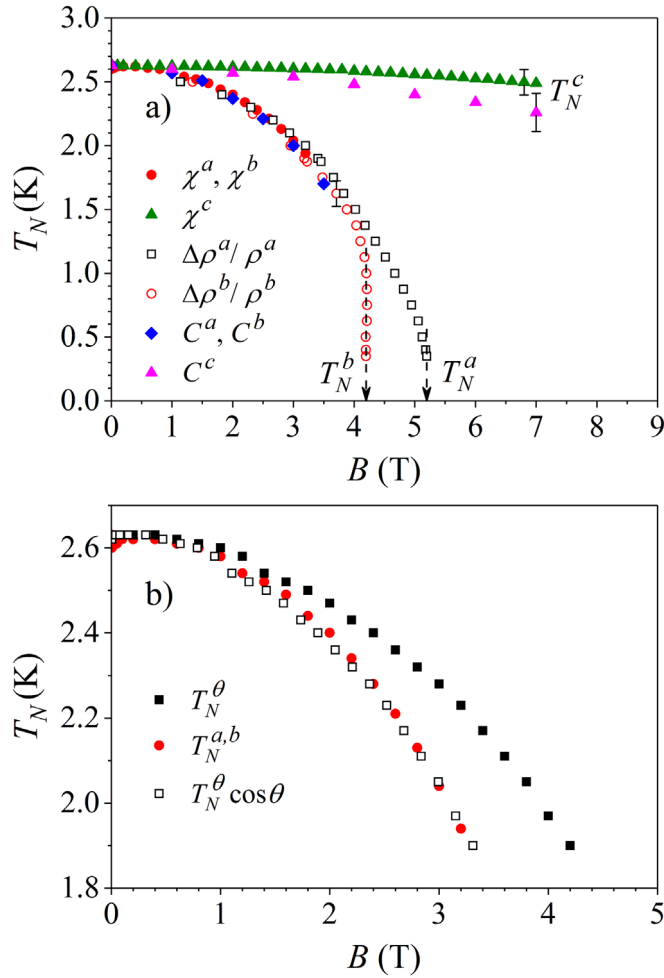 3.0
2.5
2.0
1.5
1.0
0.5
0.0
T_N (K)
a)
T_N^c
χ^a, χ^b
χ^c
Δρ^a/ ρ^a
Δρ^b/ ρ^b
C^a, C^b
C^c
T_N^b
T_N^a
0 1 2 3 4 5 6 7 8 9
B (T)
2.6
2.4
2.2
2.0
1.8
T_N (K)
b)
T_N^θ
T_N^{a,b}
T_N^θ cosθ
0 1 2 3 4 5
B (T)